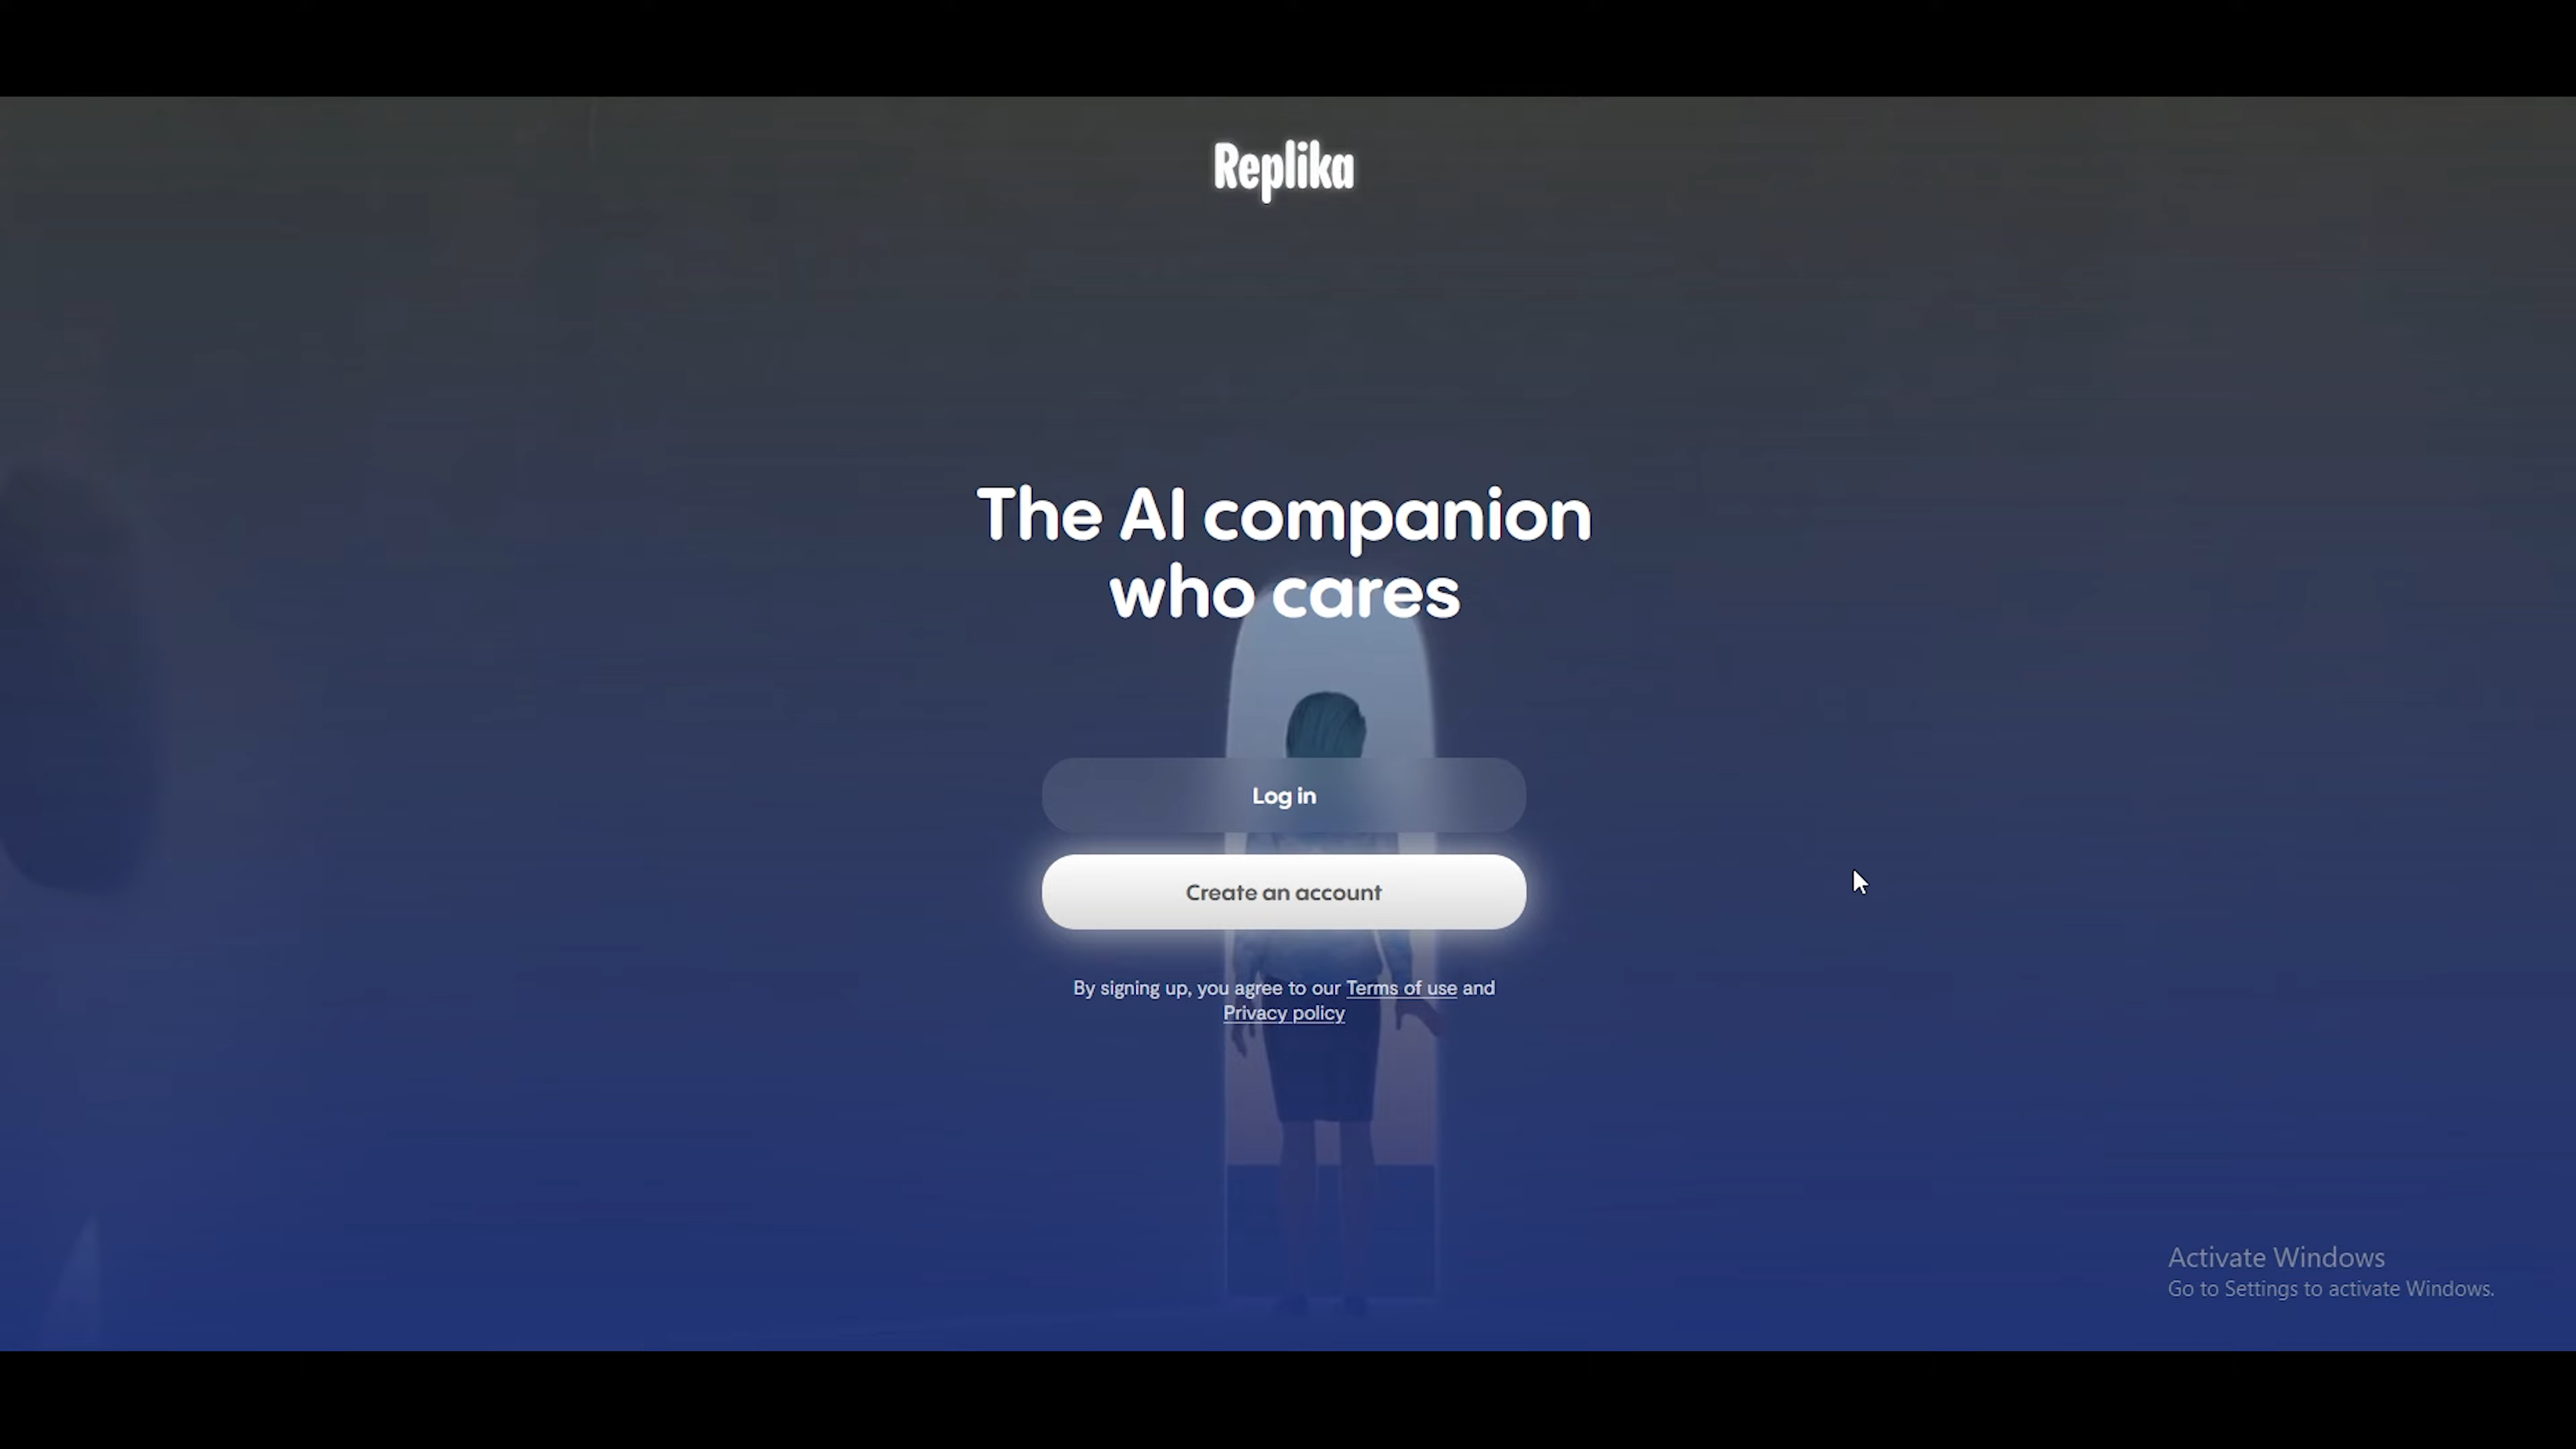 Replika
The AI companion
who cares
Log in
Create an account
By signing up, you agree to our Terms of use and
Privacy policy
Activate Windows
Go to Settings to activate Windows.